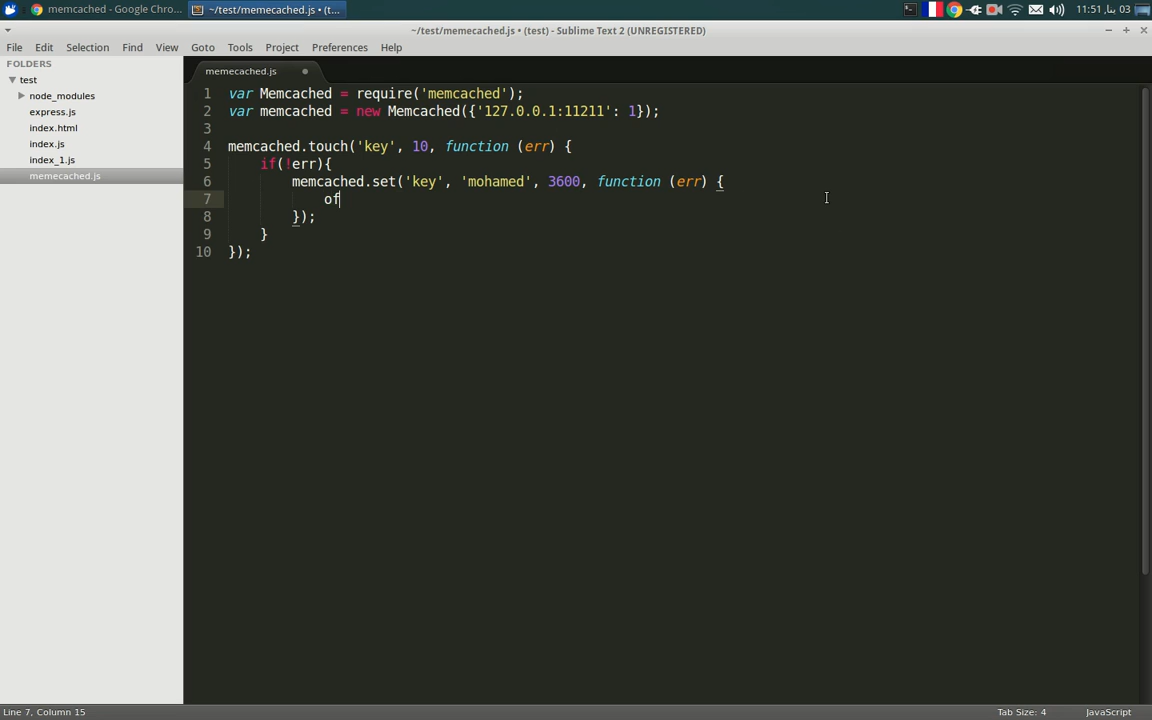 memcached - Google Chro...
~/test/memecached.js • (t...
11:51 ,03 يناير
~/test/memecached.js • (test) - Sublime Text 2 (UNREGISTERED)
File Edit Selection Find View Goto Tools Project Preferences Help
FOLDERS
test
node_modules
express.js
index.html
index.js
index_1.js
memecached.js
memecached.js
1 var Memcached = require('memcached');
2 var memcached = new Memcached({'127.0.0.1:11211': 1});
3
4 memcached.touch('key', 10, function (err) {
5 if(!err){
6 memcached.set('key', 'mohamed', 3600, function (err) {
7 of
8 });
9 }
10 });
Line 7, Column 15
Tab Size: 4
JavaScript